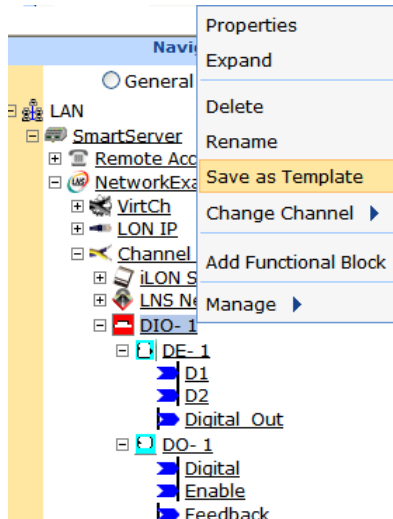 Properties
Navi
Expand
General
Delete
LAN
Rename
SmartServer
Remote Acc
Save as Template
NetworkExa
VirtCh
Change Channel
LON IP
Channel
Add Functional Block
iLON S
LNS Ne
Manage
DIO- 1
DE- 1
D1
D2
Digital_Out
DO- 1
Digital
Enable
Feedback